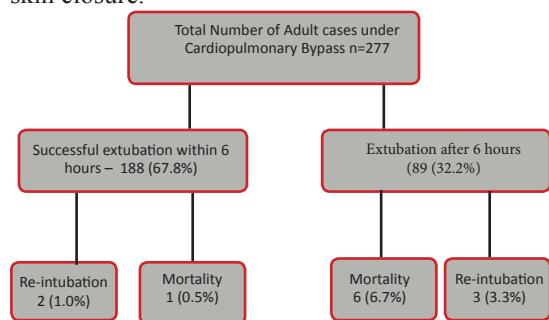 skin closure.
Total Number of Adult cases under
Cardiopulmonary Bypass n=277
Successful extubation within 6
hours – 188 (67.8%)
Extubation after 6 hours
(89 (32.2%)
Re-intubation
2 (1.0%)
Mortality
1 (0.5%)
Mortality
6 (6.7%)
Re-intubation
3 (3.3%)